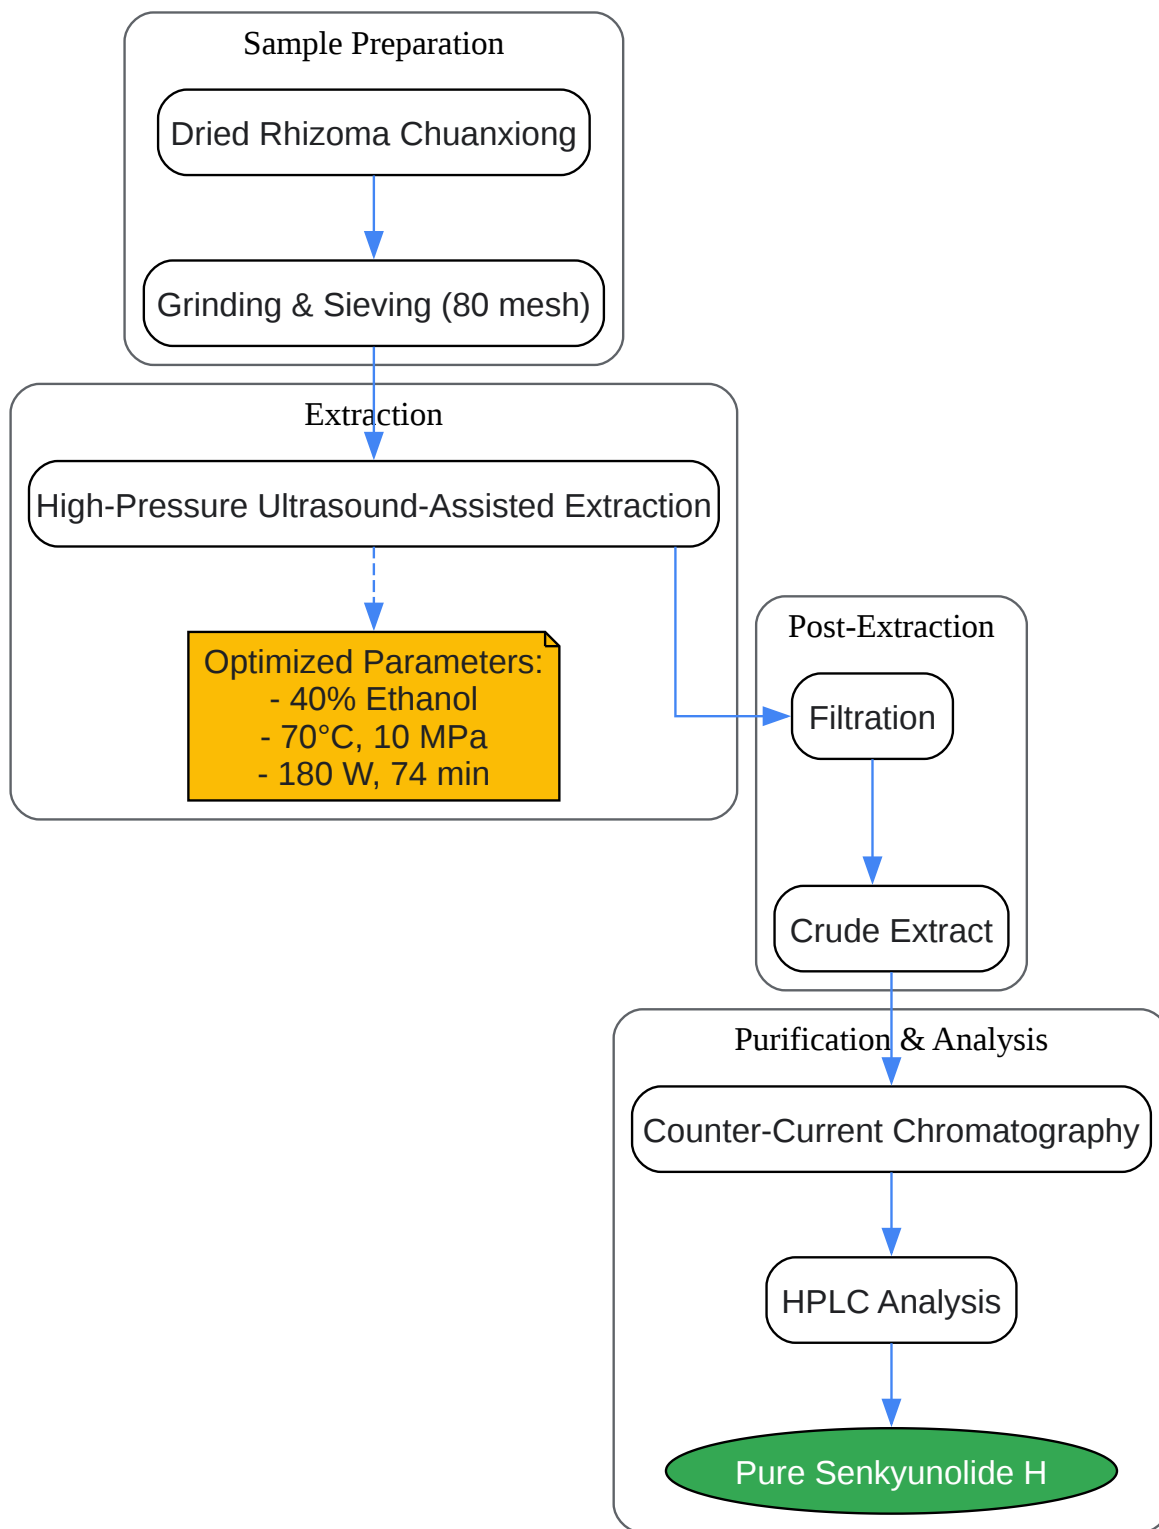 Sample Preparation
Dried Rhizoma Chuanxiong
Grinding & Sieving (80 mesh)
Extraction
High-Pressure Ultrasound-Assisted Extraction
Optimized Parameters:
- 40% Ethanol
- 70°C, 10 MPa
- 180 W, 74 min
Post-Extraction
Filtration
Crude Extract
Purification & Analysis
Counter-Current Chromatography
HPLC Analysis
Pure Senkyunolide H